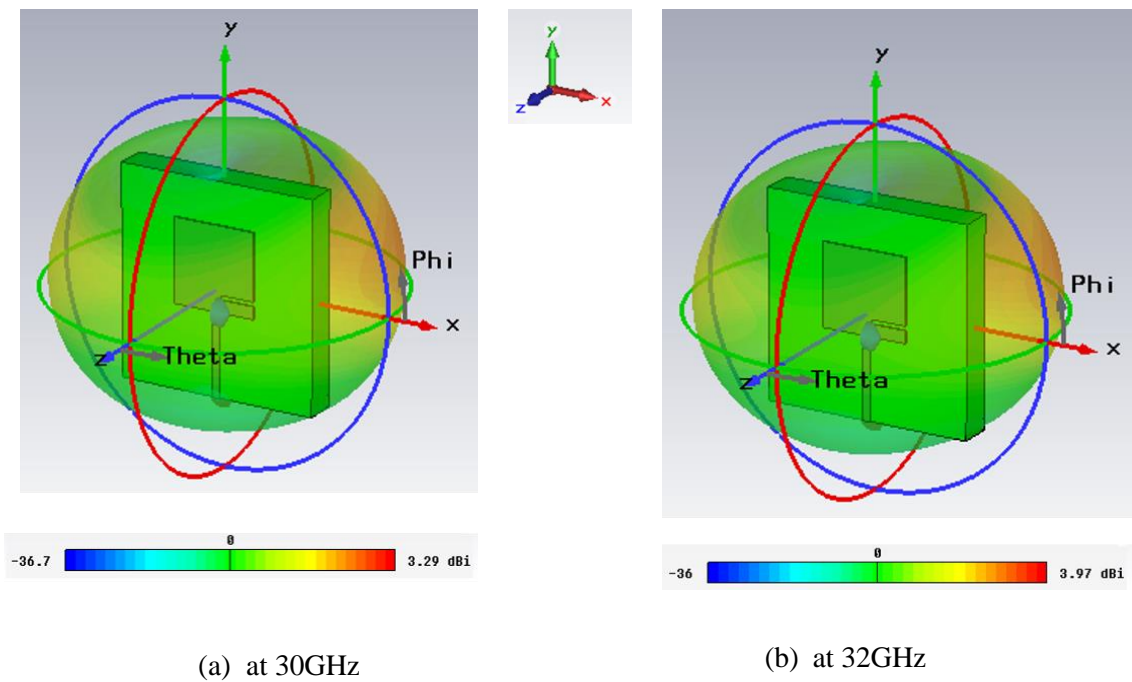 y
Phi
x
z
Theta
0
-36.7
3.29 dBi
(a) at 30GHz
y
z
x
y
Phi
x
z
Theta
0
-36
3.97 dBi
(b) at 32GHz